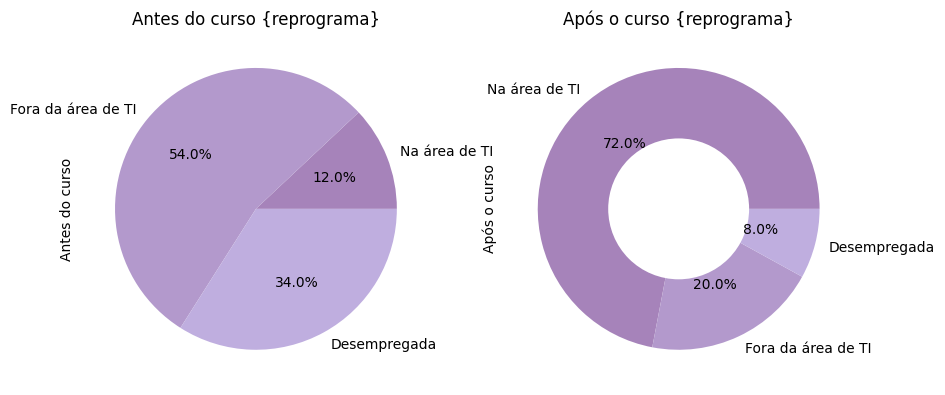 Antes do curso {reprograma}
Fora da área de TI
54.0%
Na área de TI
12.0%
Antes do curso
34.0%
Desempregada
Após o curso {reprograma}
Na área de TI
72.0%
Após o curso
8.0%
Desempregada
20.0%
Fora da área de TI